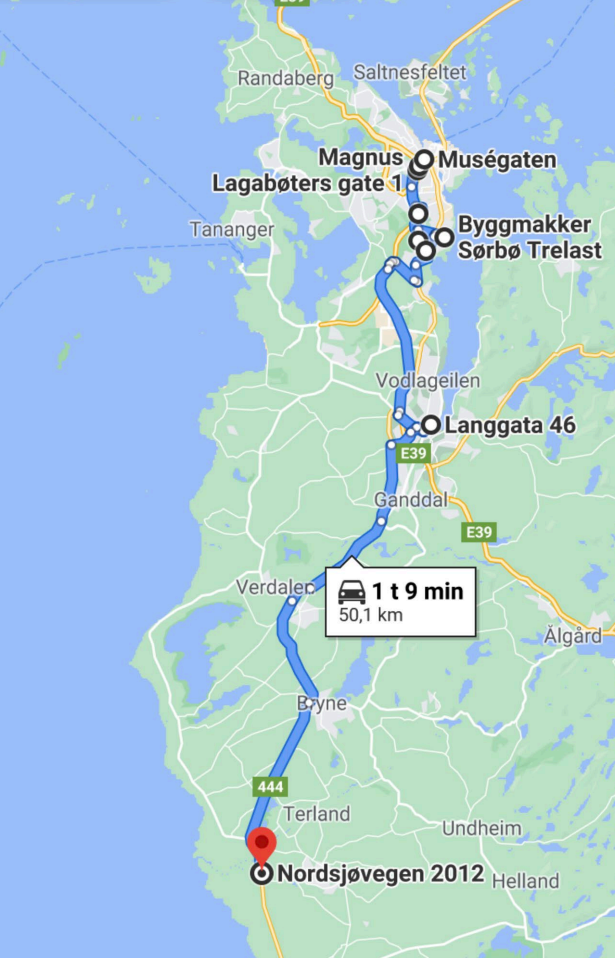 Randaberg
Saltnesfeltet
Magnus
Lagabøters gate 1
Muségaten
Tananger
Byggmakker
Sørbø Trelast
Vodlageilen
Langgata 46
E39
Ganddal
E39
Verdalen
1 t 9 min
50,1 km
Ålgård
Bryne
444
Terland
Undheim
Nordsjøvegen 2012
Helland